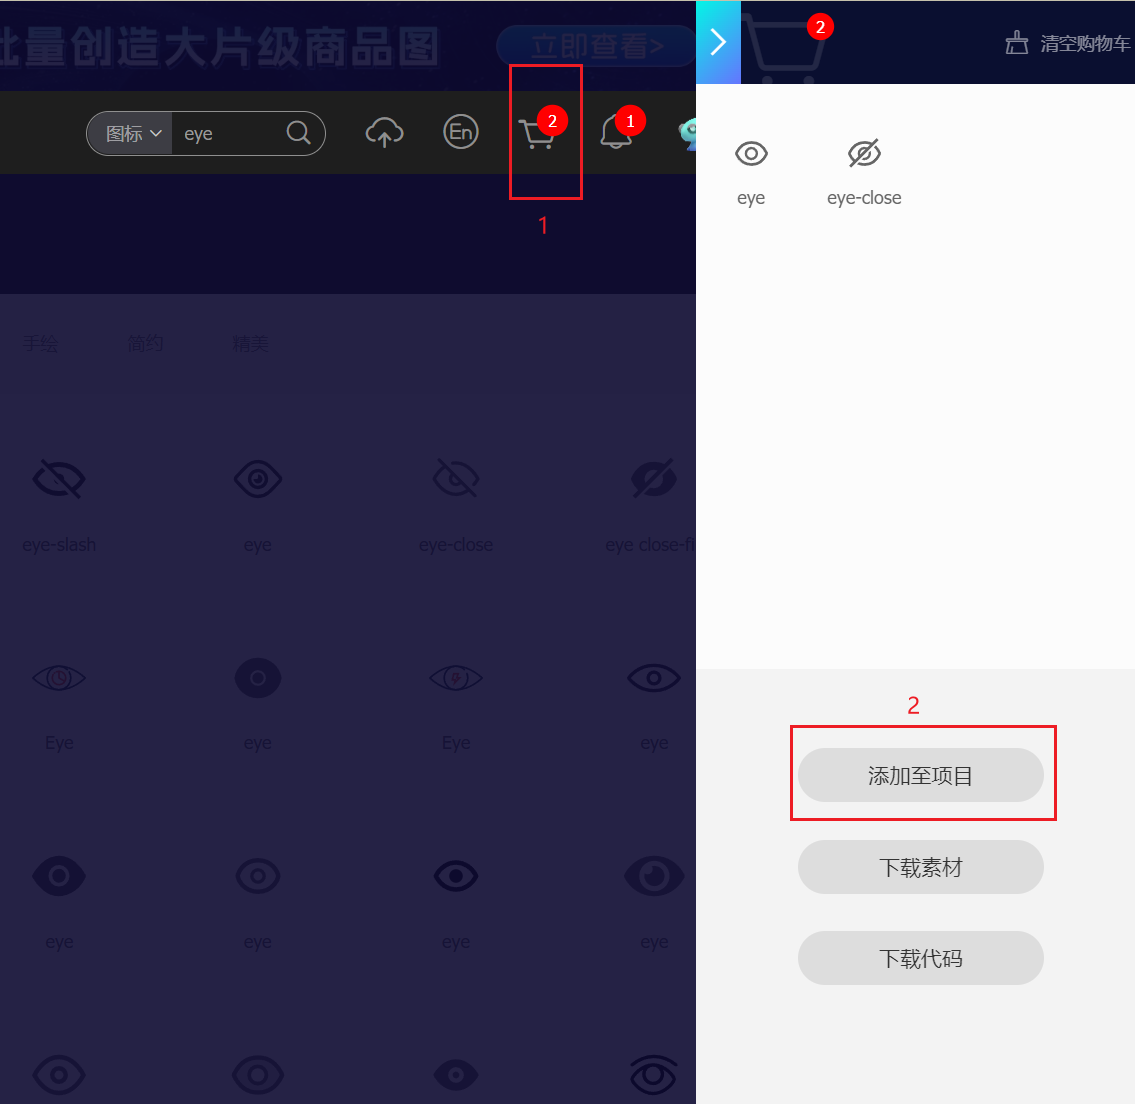 批量创造大片级商品图
立即查看>
2
清空购物车
图标
eye
En
2
1
1
eye
eye-close
手绘
简约
精美
eye-slash
eye
eye-close
eye close-fi
Eye
eye
Eye
eye
2
添加至项目
下载素材
下载代码
eye
eye
eye
eye